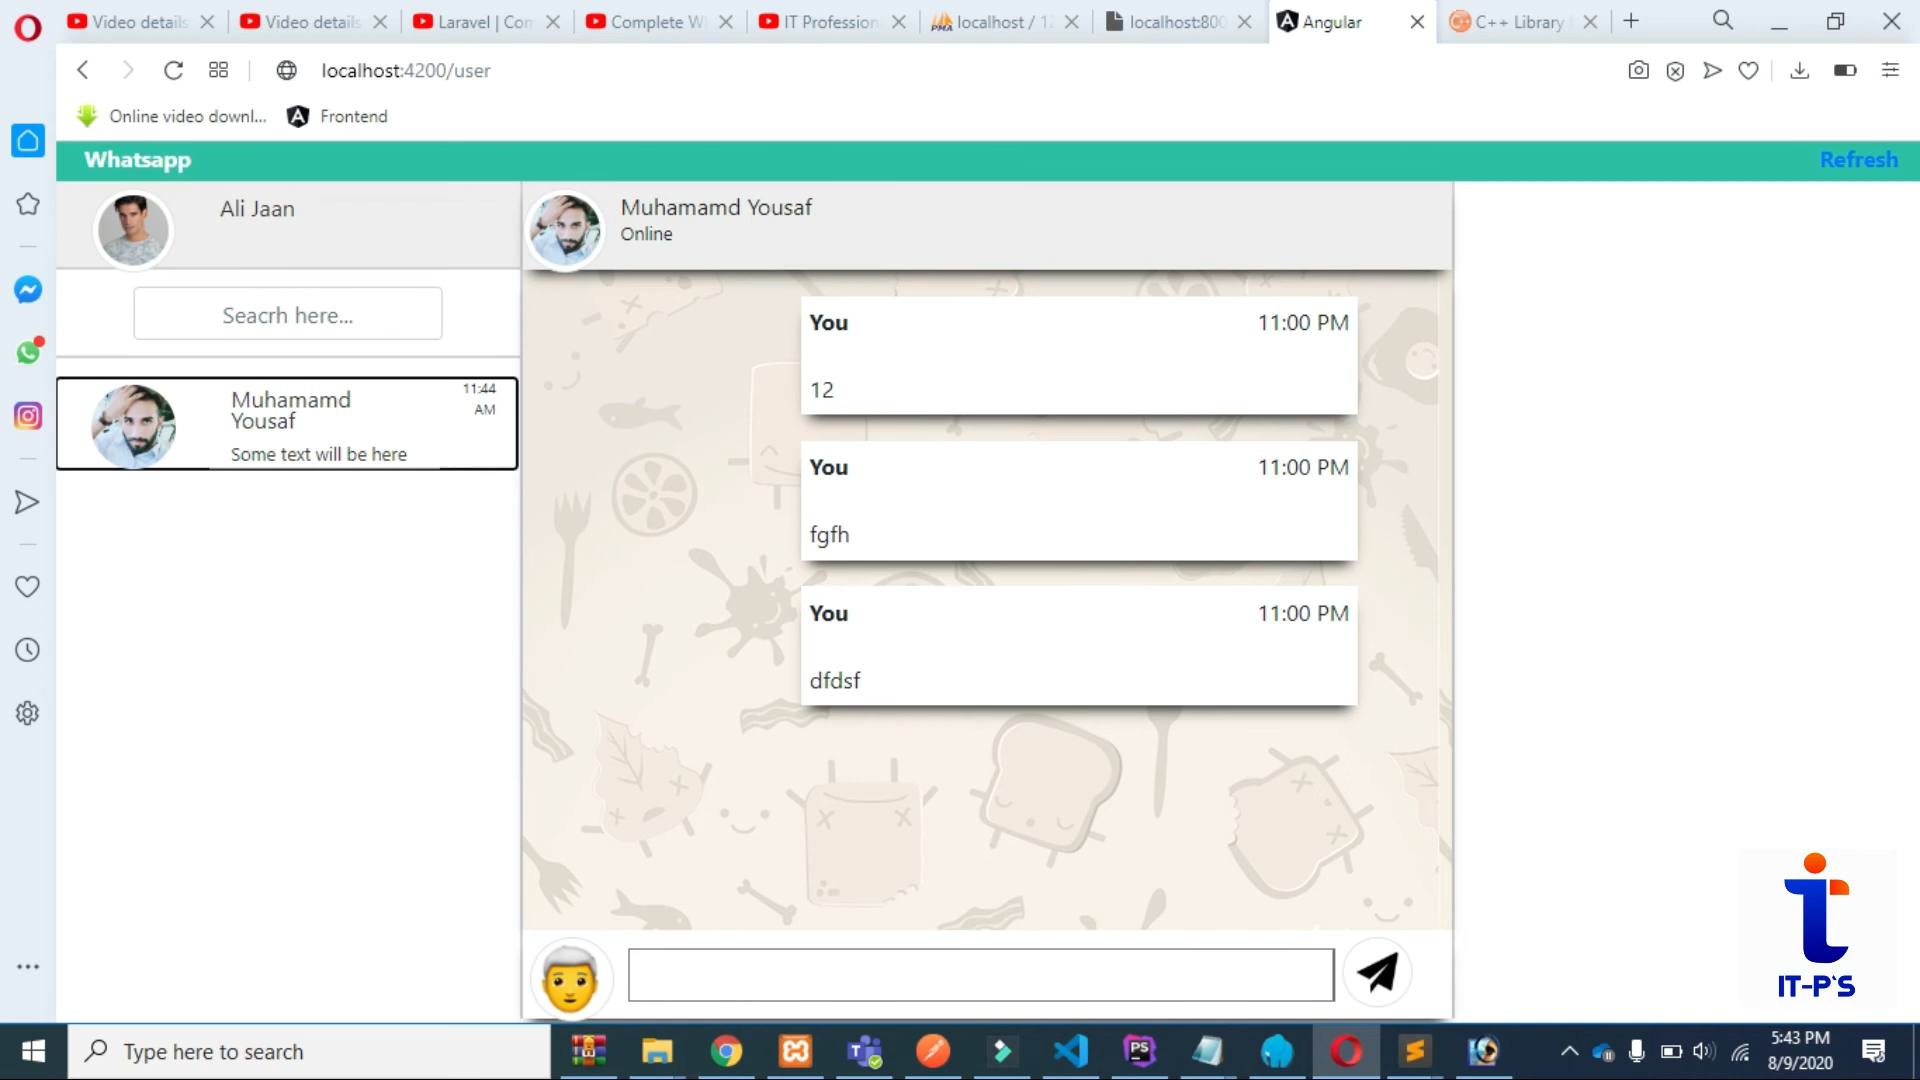 Video details
Video details
Laravel | Con
Complete W
IT Profession
localhost / 12
localhost:800
Angular
C++ Library
localhost:4200/user
Online video downl...
Frontend
Whatsapp
Refresh
Ali Jaan
Muhamamd Yousaf
Online
Seacrh here...
Muhamamd
Yousaf
11:44
AM
Some text will be here
You 11:00 PM
12
You 11:00 PM
fgfh
You 11:00 PM
dfdsf
IT-P'S
Type here to search
PS
5:43 PM
8/9/2020